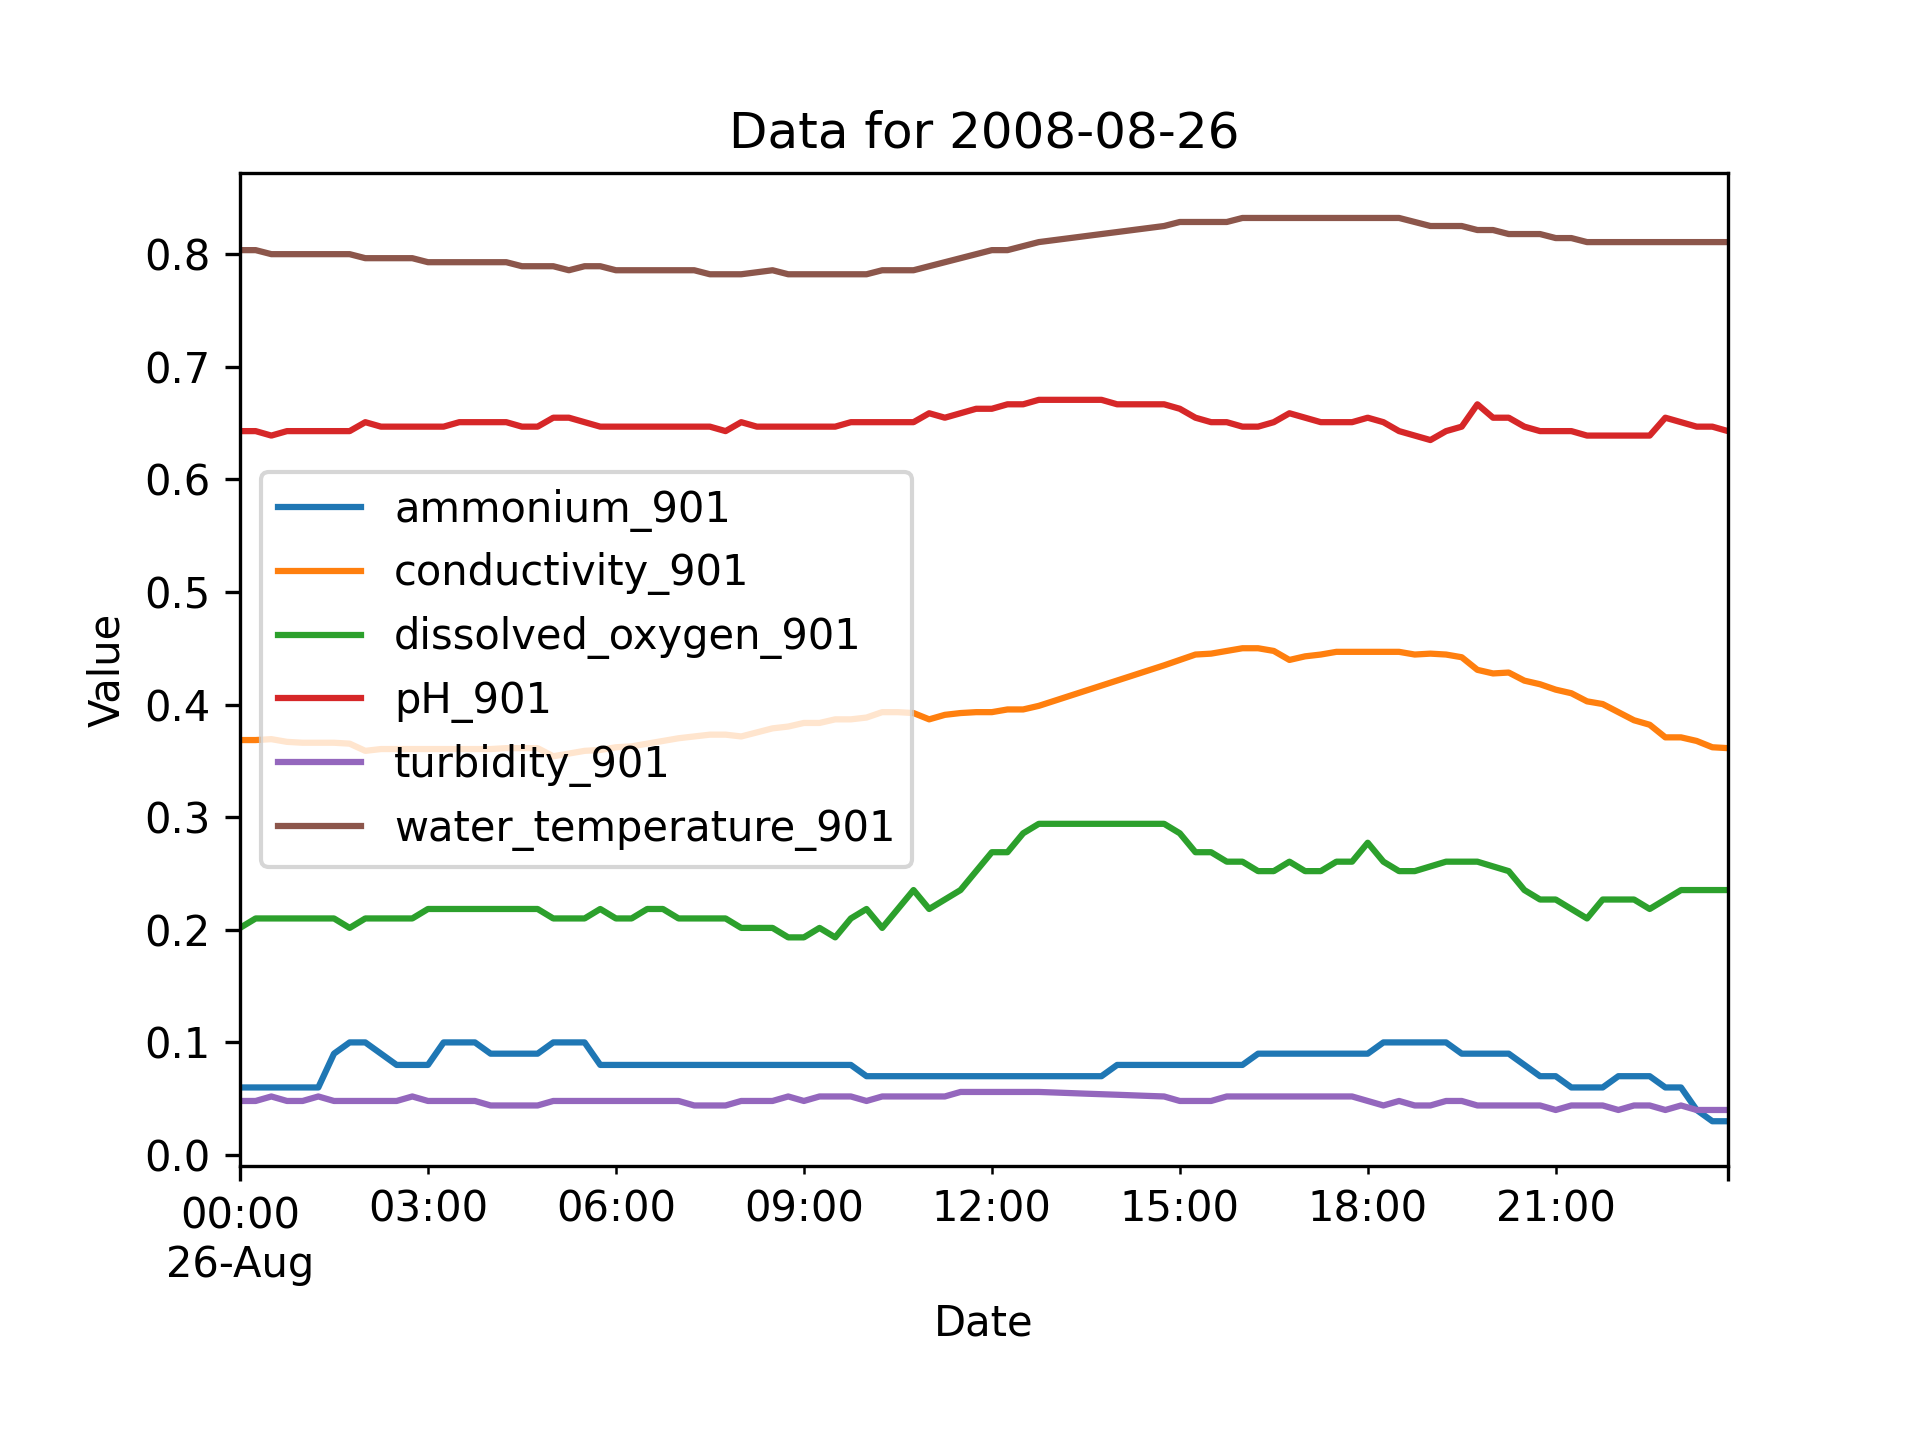 Data for 2008-08-26
Value
0.8
0.7
0.6
0.5
0.4
0.3
0.2
0.1
0.0
ammonium_901
conductivity_901
dissolved_oxygen_901
pH_901
turbidity_901
water_temperature_901
00:00 03:00 06:00 09:00 12:00 15:00 18:00 21:00
26-Aug
Date